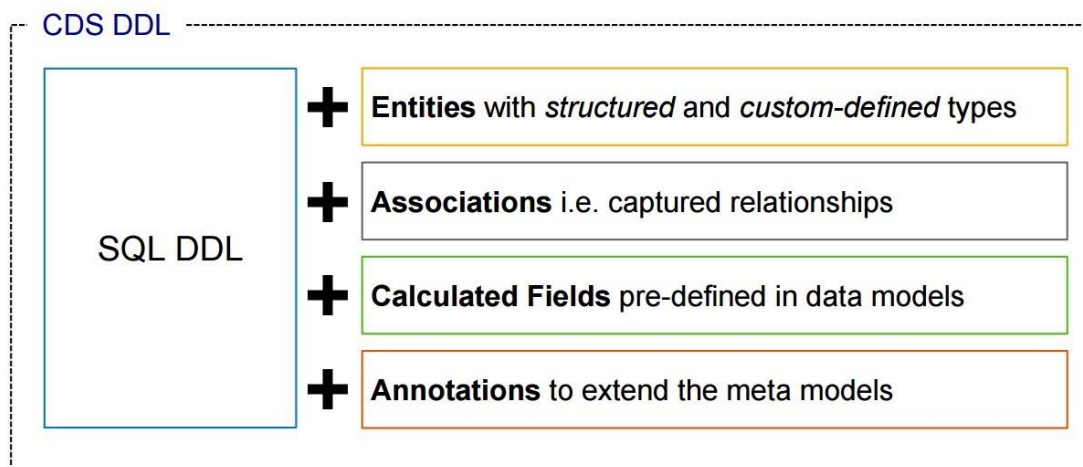 CDS DDL
SQL DDL
+ Entities with structured and custom-defined types
+ Associations i.e. captured relationships
+ Calculated Fields pre-defined in data models
+ Annotations to extend the meta models